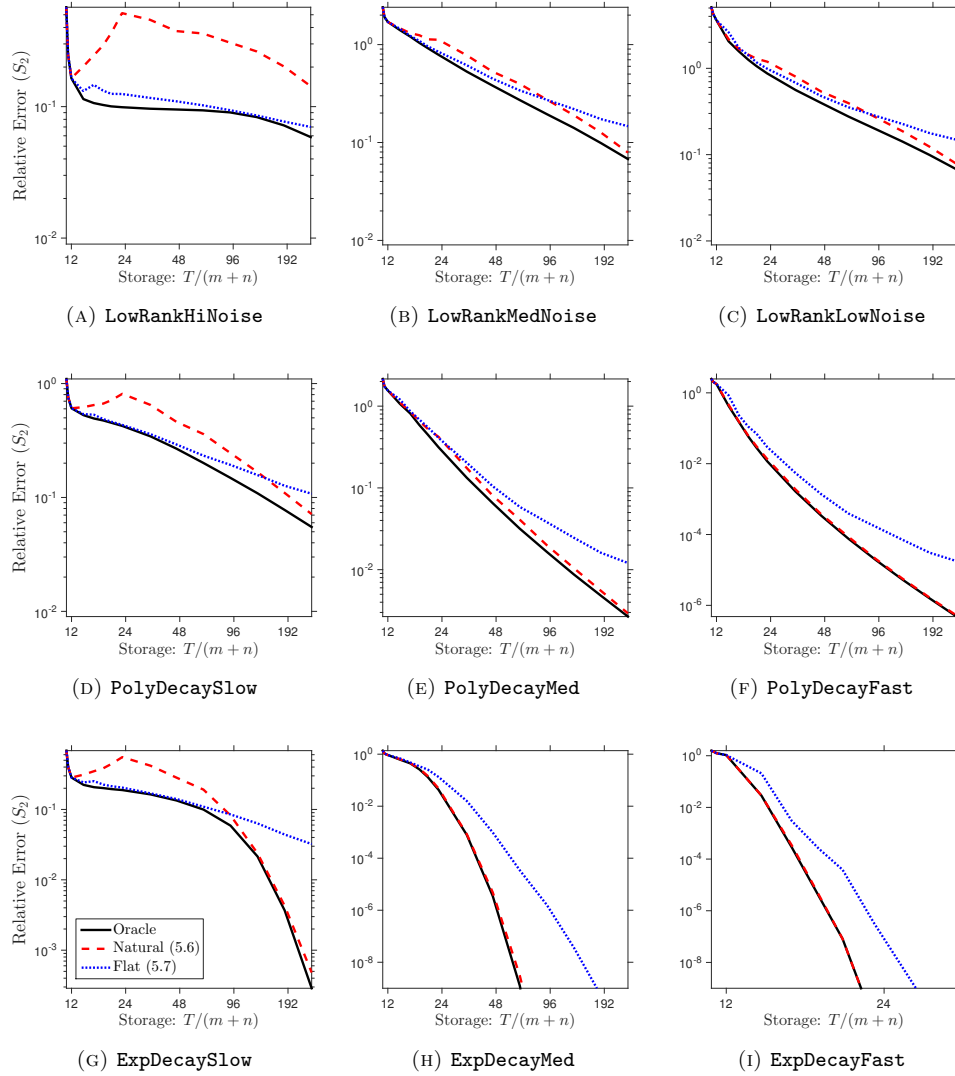 Relative Error (S₂)
10⁰
10⁻¹
10⁻²
12 24 48 96 192
Storage: T/(m + n)
(A) LowRankHiNoise
10⁰
10⁻¹
10⁻²
12 24 48 96 192
Storage: T/(m + n)
(B) LowRankMedNoise
10⁰
10⁻¹
10⁻²
12 24 48 96 192
Storage: T/(m + n)
(C) LowRankLowNoise
Relative Error (S₂)
10⁰
10⁻¹
10⁻²
12 24 48 96 192
Storage: T/(m + n)
(D) PolyDecaySlow
10⁰
10⁻¹
10⁻²
12 24 48 96 192
Storage: T/(m + n)
(E) PolyDecayMed
10⁰
10⁻²
10⁻⁴
10⁻⁶
12 24 48 96 192
Storage: T/(m + n)
(F) PolyDecayFast
Relative Error (S₂)
10⁻¹
10⁻²
10⁻³
Oracle
Natural (5.6)
Flat (5.7)
12 24 48 96 192
Storage: T/(m + n)
(G) ExpDecaySlow
10⁰
10⁻²
10⁻⁴
10⁻⁶
10⁻⁸
12 24 48 96 192
Storage: T/(m + n)
(H) ExpDecayMed
10⁰
10⁻²
10⁻⁴
10⁻⁶
10⁻⁸
12 24
Storage: T/(m + n)
(I) ExpDecayFast